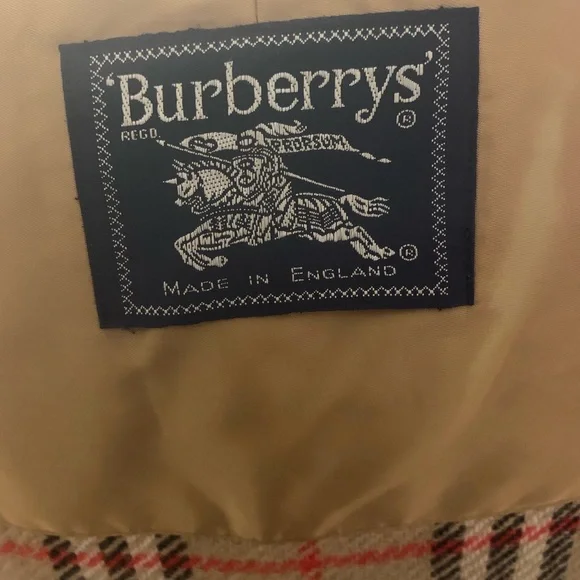 'Burberrys'
®
REGD.
PRORSUM
®
MADE IN ENGLAND